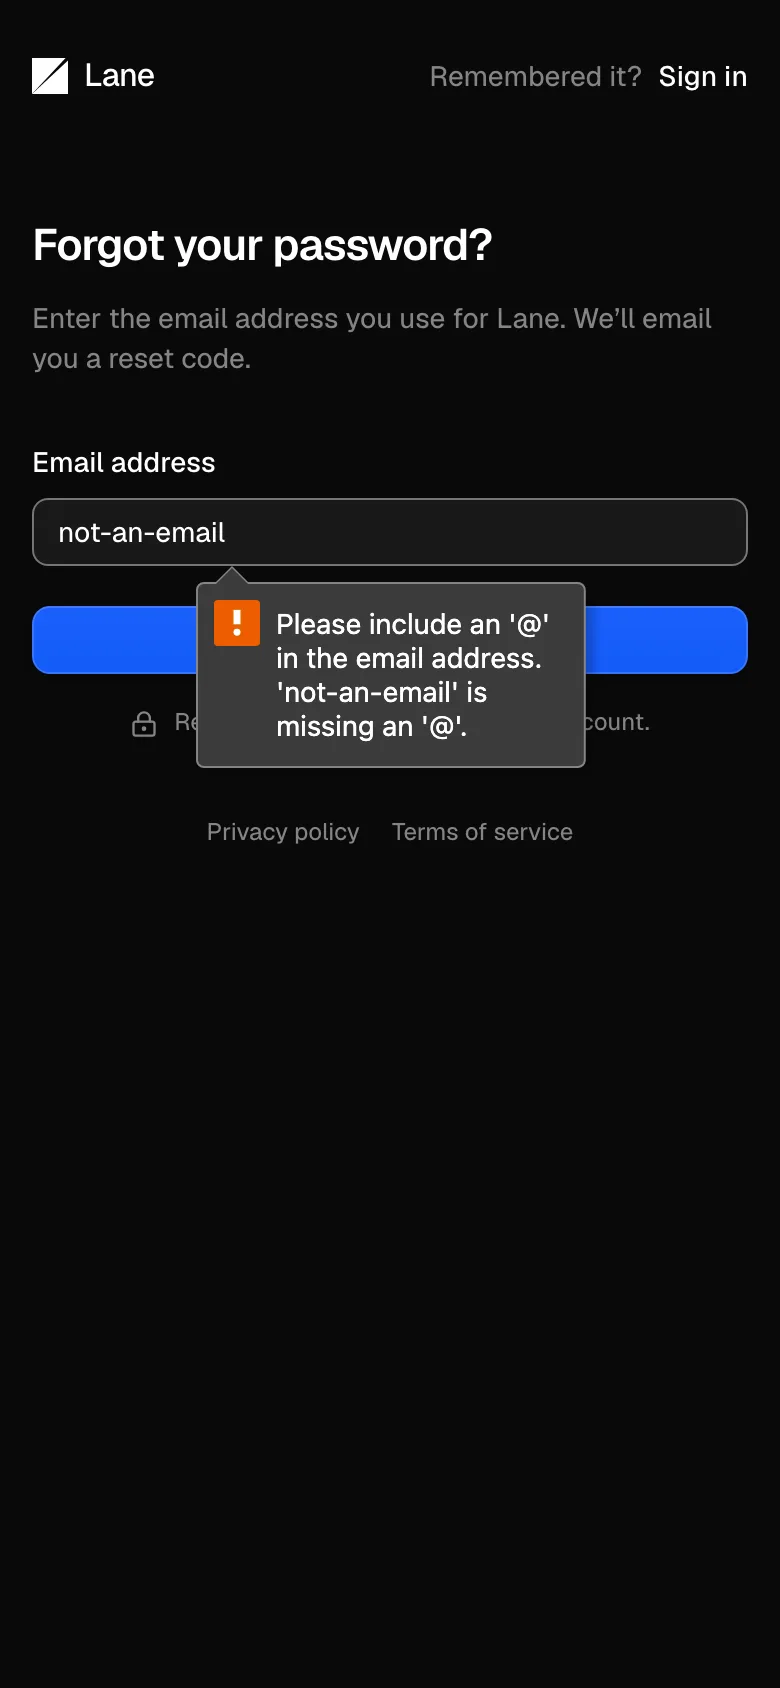 Lane
Remembered it? Sign in
Forgot your password?
Enter the email address you use for Lane. We’ll email
you a reset code.
Email address
not-an-email
Please include an '@'
in the email address.
'not-an-email' is
missing an '@'.
Privacy policy Terms of service